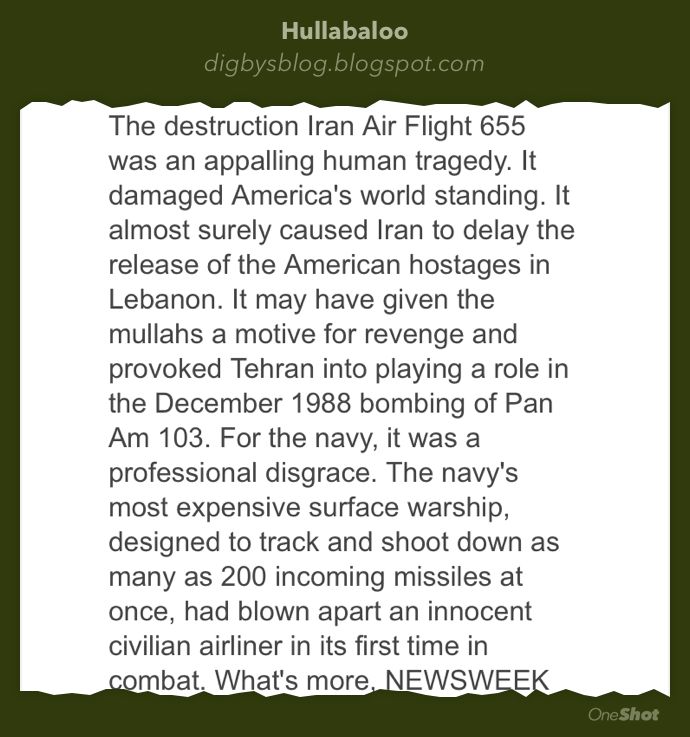 Hullabaloo
digbysblog.blogspot.com
The destruction Iran Air Flight 655
was an appalling human tragedy. It
damaged America's world standing. It
almost surely caused Iran to delay the
release of the American hostages in
Lebanon. It may have given the
mullahs a motive for revenge and
provoked Tehran into playing a role in
the December 1988 bombing of Pan
Am 103. For the navy, it was a
professional disgrace. The navy's
most expensive surface warship,
designed to track and shoot down as
many as 200 incoming missiles at
once, had blown apart an innocent
civilian airliner in its first time in
combat. What's more, NEWSWEEK
OneShot